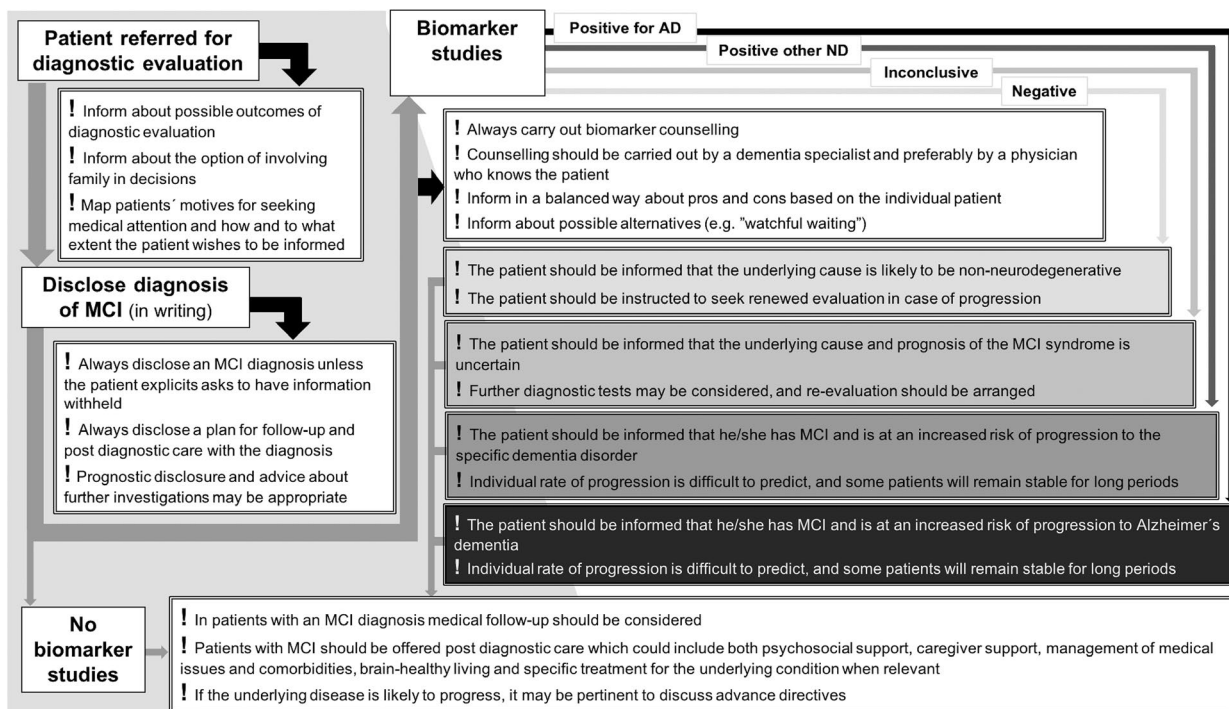 Patient referred for
diagnostic evaluation
! Inform about possible outcomes of
diagnostic evaluation
! Inform about the option of involving
family in decisions
! Map patients´ motives for seeking
medical attention and how and to what
extent the patient wishes to be informed
Disclose diagnosis
of MCI (in writing)
! Always disclose an MCI diagnosis unless
the patient explicits asks to have information
withheld
! Always disclose a plan for follow-up and
post diagnostic care with the diagnosis
! Prognostic disclosure and advice about
further investigations may be appropriate
Biomarker
studies
Positive for AD
Positive other ND
Inconclusive
Negative
! Always carry out biomarker counselling
! Counselling should be carried out by a dementia specialist and preferably by a physician
who knows the patient
! Inform in a balanced way about pros and cons based on the individual patient
! Inform about possible alternatives (e.g. ”watchful waiting”)
! The patient should be informed that the underlying cause is likely to be non-neurodegenerative
! The patient should be instructed to seek renewed evaluation in case of progression
! The patient should be informed that the underlying cause and prognosis of the MCI syndrome is
uncertain
! Further diagnostic tests may be considered, and re-evaluation should be arranged
! The patient should be informed that he/she has MCI and is at an increased risk of progression to the
specific dementia disorder
! Individual rate of progression is difficult to predict, and some patients will remain stable for long periods
! The patient should be informed that he/she has MCI and is at an increased risk of progression to Alzheimer´s
dementia
! Individual rate of progression is difficult to predict, and some patients will remain stable for long periods
No
biomarker
studies
! In patients with an MCI diagnosis medical follow-up should be considered
! Patients with MCI should be offered post diagnostic care which could include both psychosocial support, caregiver support, management of medical
issues and comorbidities, brain-healthy living and specific treatment for the underlying condition when relevant
! If the underlying disease is likely to progress, it may be pertinent to discuss advance directives